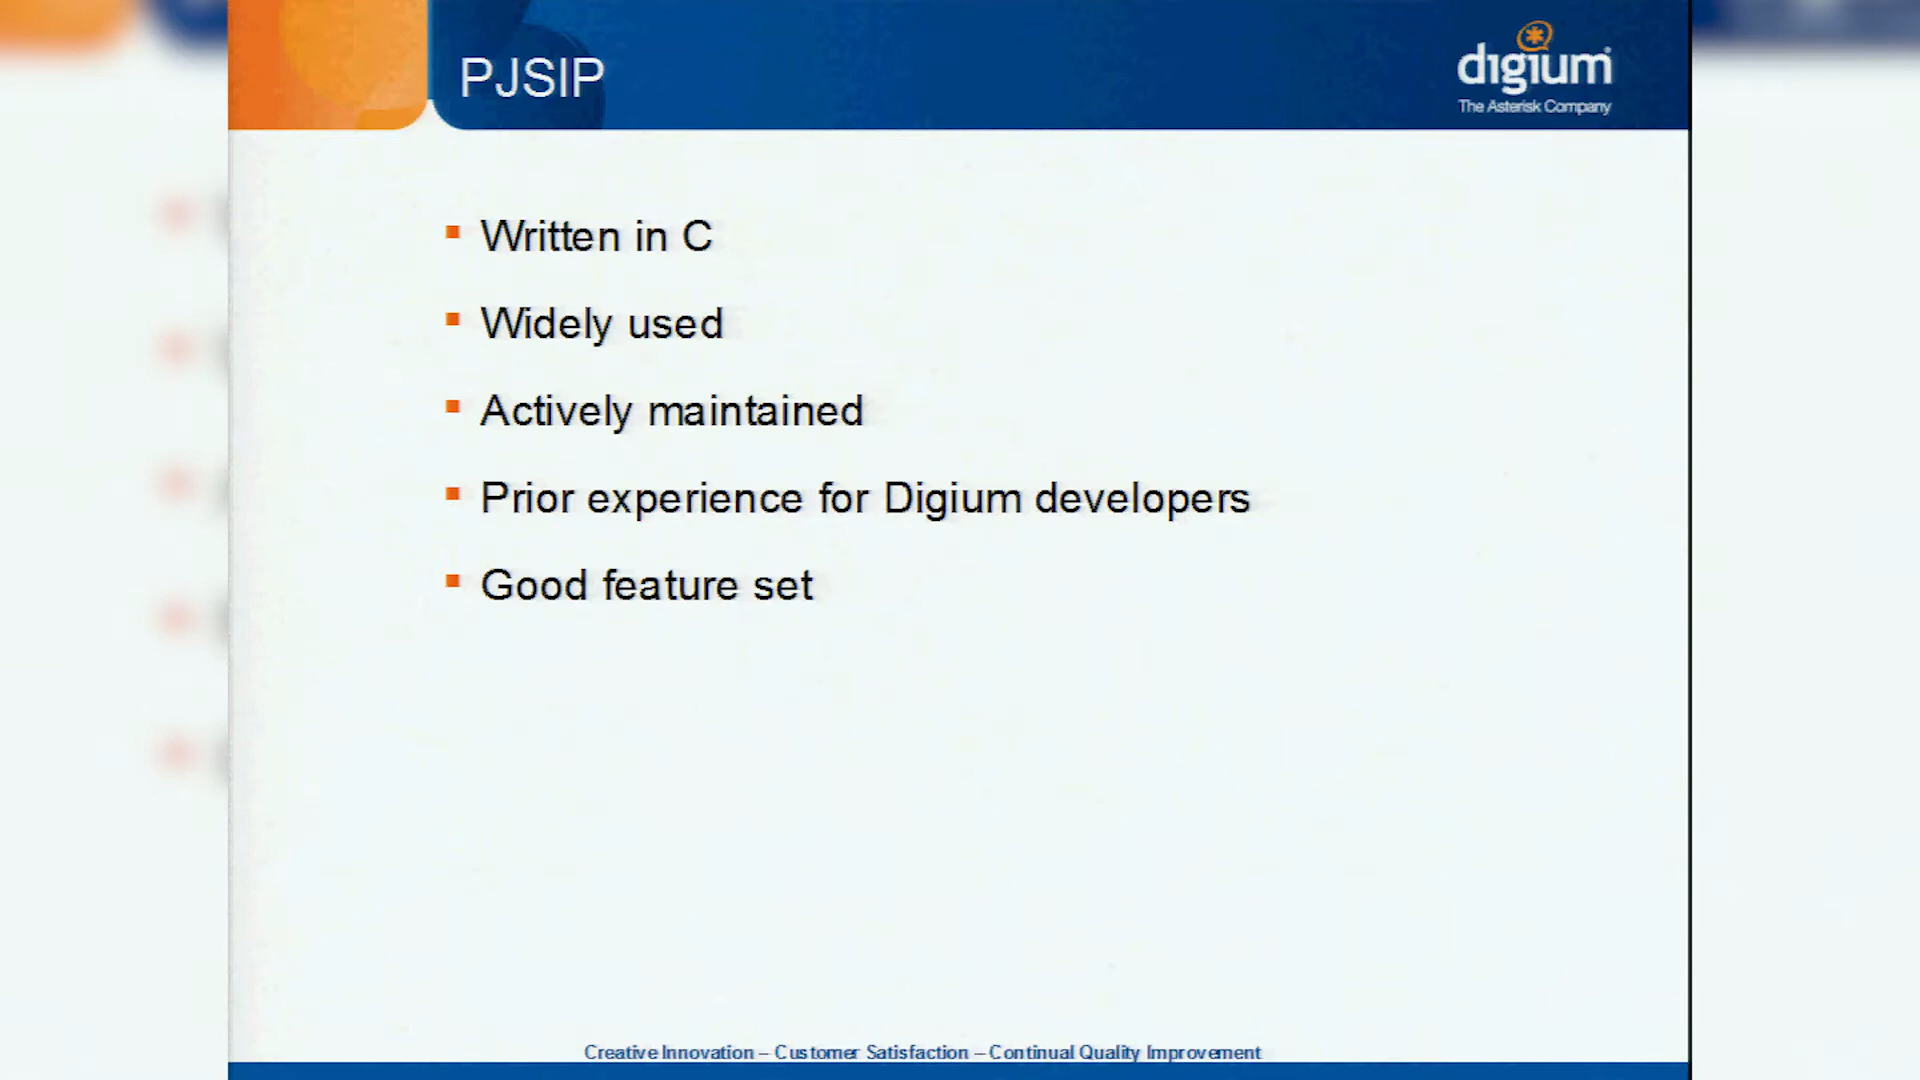 PJSIP
digium
The Asterisk Company
Written in C
Widely used
Actively maintained
Prior experience for Digium developers
Good feature set
Creative Innovation – Customer Satisfaction – Continual Quality Improvement